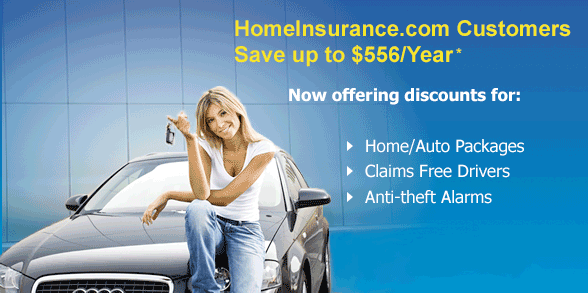 HomeInsurance.com Customers
Save up to $556/Year*
Now offering discounts for:
Home/Auto Packages
Claims Free Drivers
Anti-theft Alarms